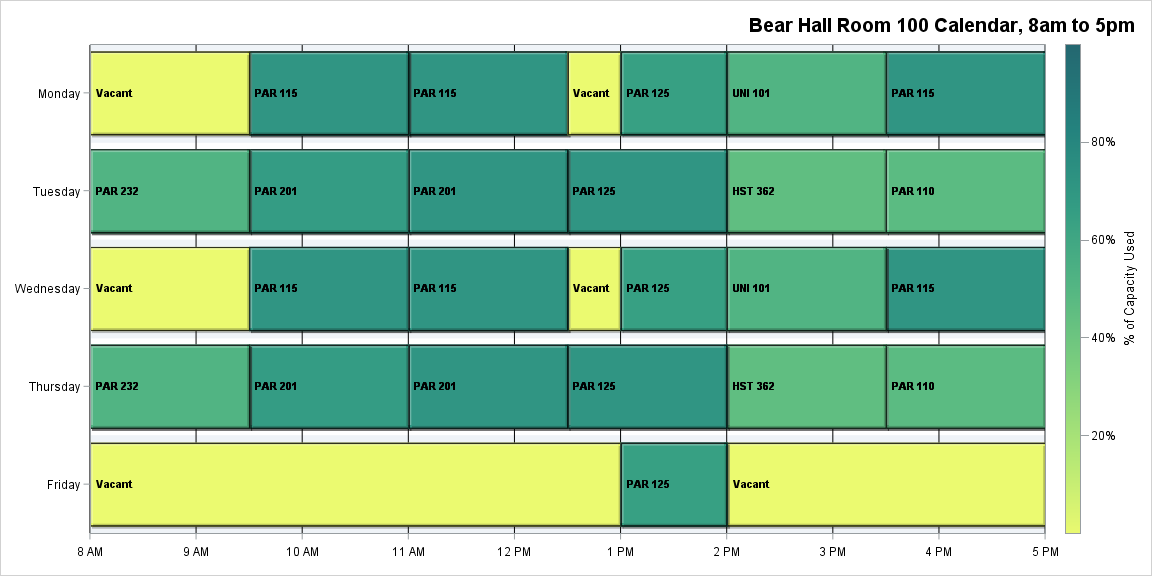 Bear Hall Room 100 Calendar, 8am to 5pm
Monday
Vacant
PAR 115
PAR 115
Vacant
PAR 125
UNI 101
PAR 115
Tuesday
PAR 232
PAR 201
PAR 201
PAR 125
HST 362
PAR 110
Wednesday
Vacant
PAR 115
PAR 115
Vacant
PAR 125
UNI 101
PAR 115
Thursday
PAR 232
PAR 201
PAR 201
PAR 125
HST 362
PAR 110
Friday
Vacant
PAR 125
Vacant
8 AM
9 AM
10 AM
11 AM
12 PM
1 PM
2 PM
3 PM
4 PM
5 PM
80%
60%
40%
20%
% of Capacity Used